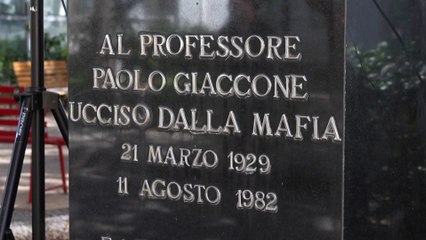 AL PROFESSORE
PAOLO GIACCONE
UCCISO DALLA MAFIA
21 MARZO 1929
11 AGOSTO 1982